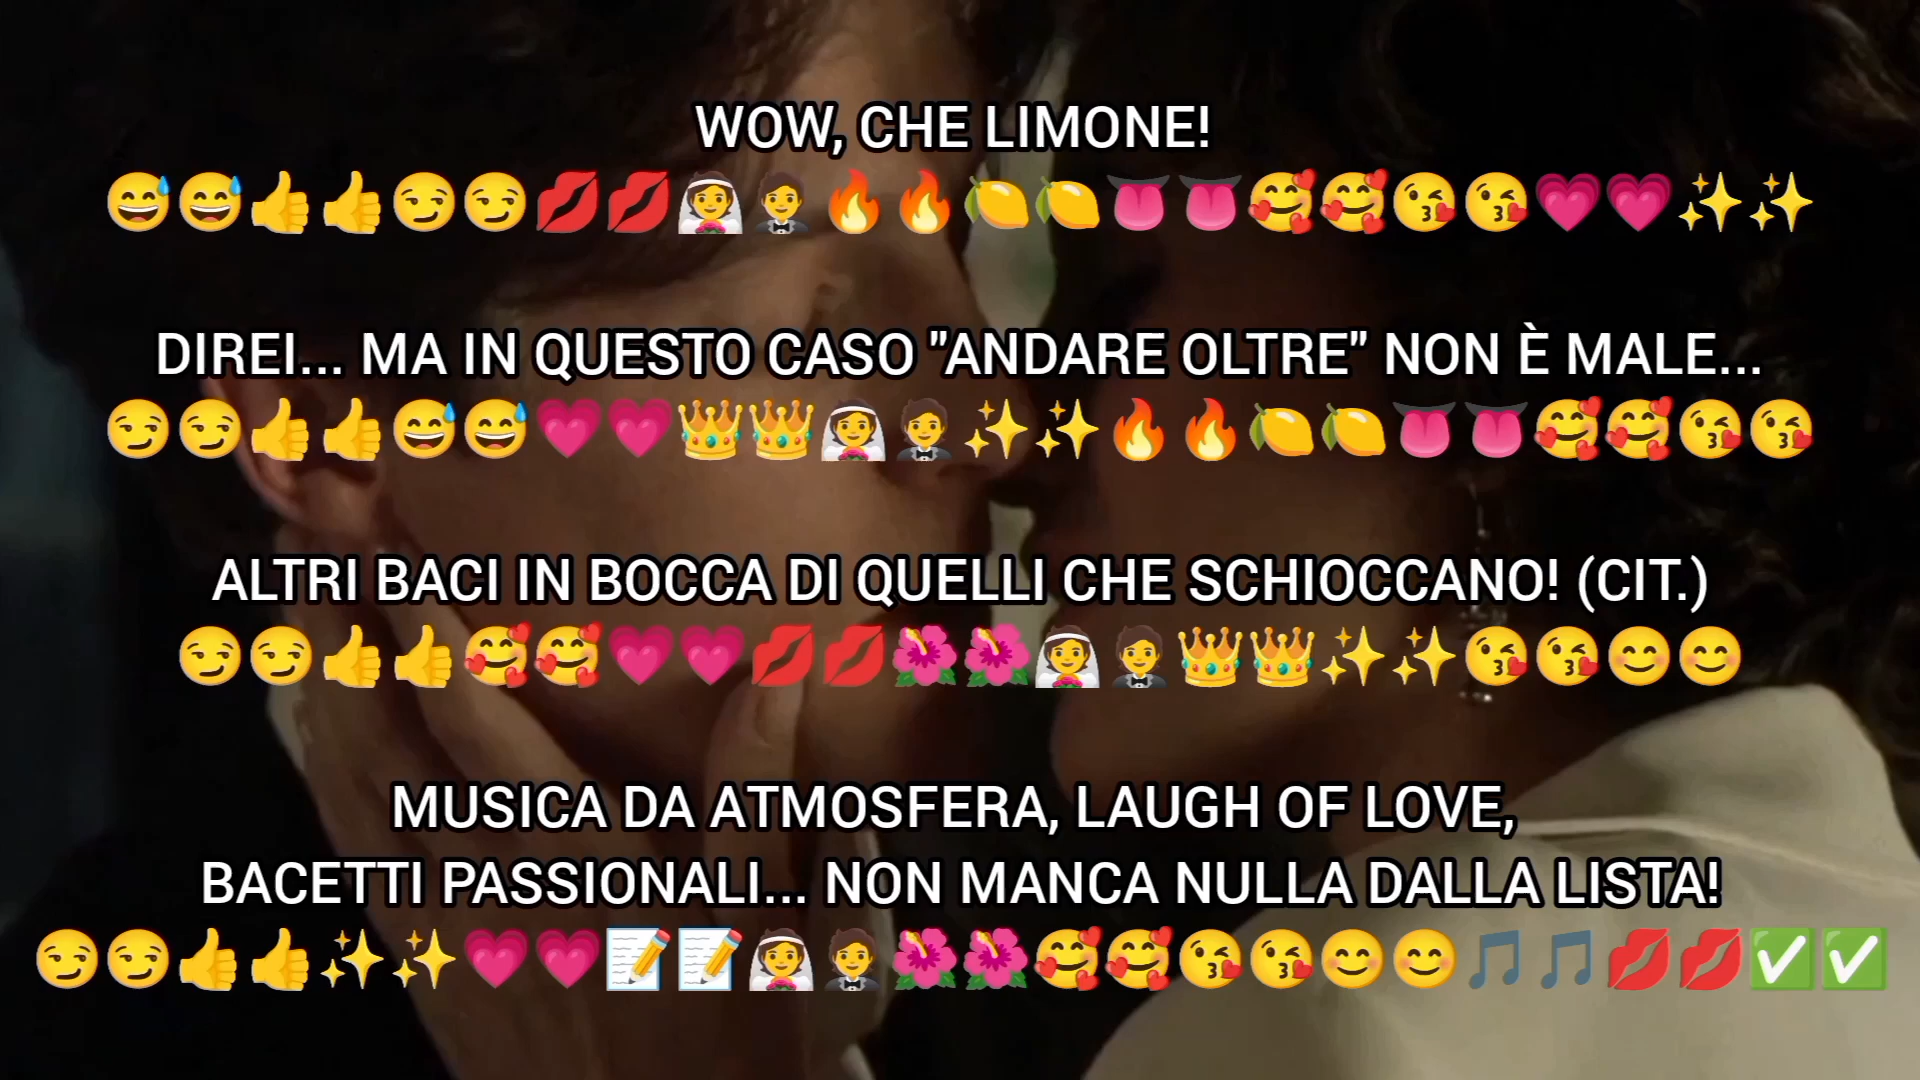 WOW, CHE LIMONE!
😅😅👍👍😏😏💋💋👰🤵🔥🔥🍋🍋👅👅🥰🥰😘😘💗💗✨✨
DIREI... MA IN QUESTO CASO "ANDARE OLTRE" NON È MALE...
😏😏👍👍😅😅💗💗👑👑👰🤵✨✨🔥🔥🍋🍋👅👅🥰🥰😘😘
ALTRI BACI IN BOCCA DI QUELLI CHE SCHIOCCANO! (CIT.)
😏😏👍👍🥰🥰💗💗💋💋🌺🌺👰🤵👑👑✨✨😘😘😊😊
MUSICA DA ATMOSFERA, LAUGH OF LOVE,
BACETTI PASSIONALI... NON MANCA NULLA DALLA LISTA!
😏😏👍👍✨✨💗💗📝📝👰🤵🌺🌺🥰🥰😘😘😊😊🎵🎵💋💋✅✅